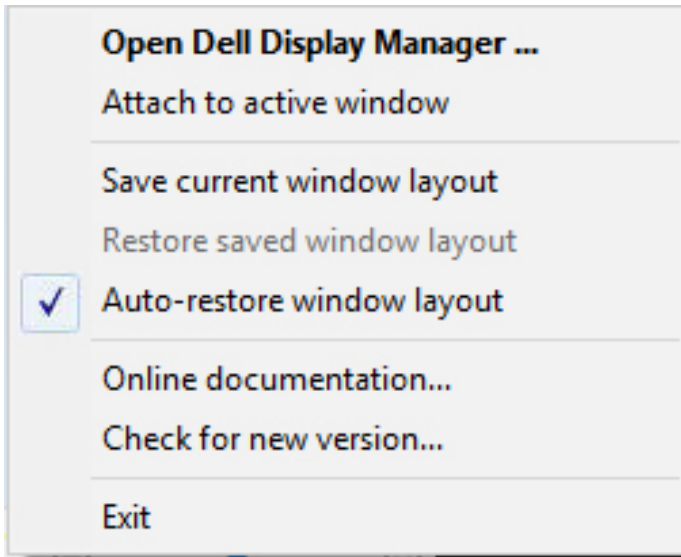 Open Dell Display Manager ...
Attach to active window
Save current window layout
Restore saved window layout
Auto-restore window layout
Online documentation...
Check for new version...
Exit